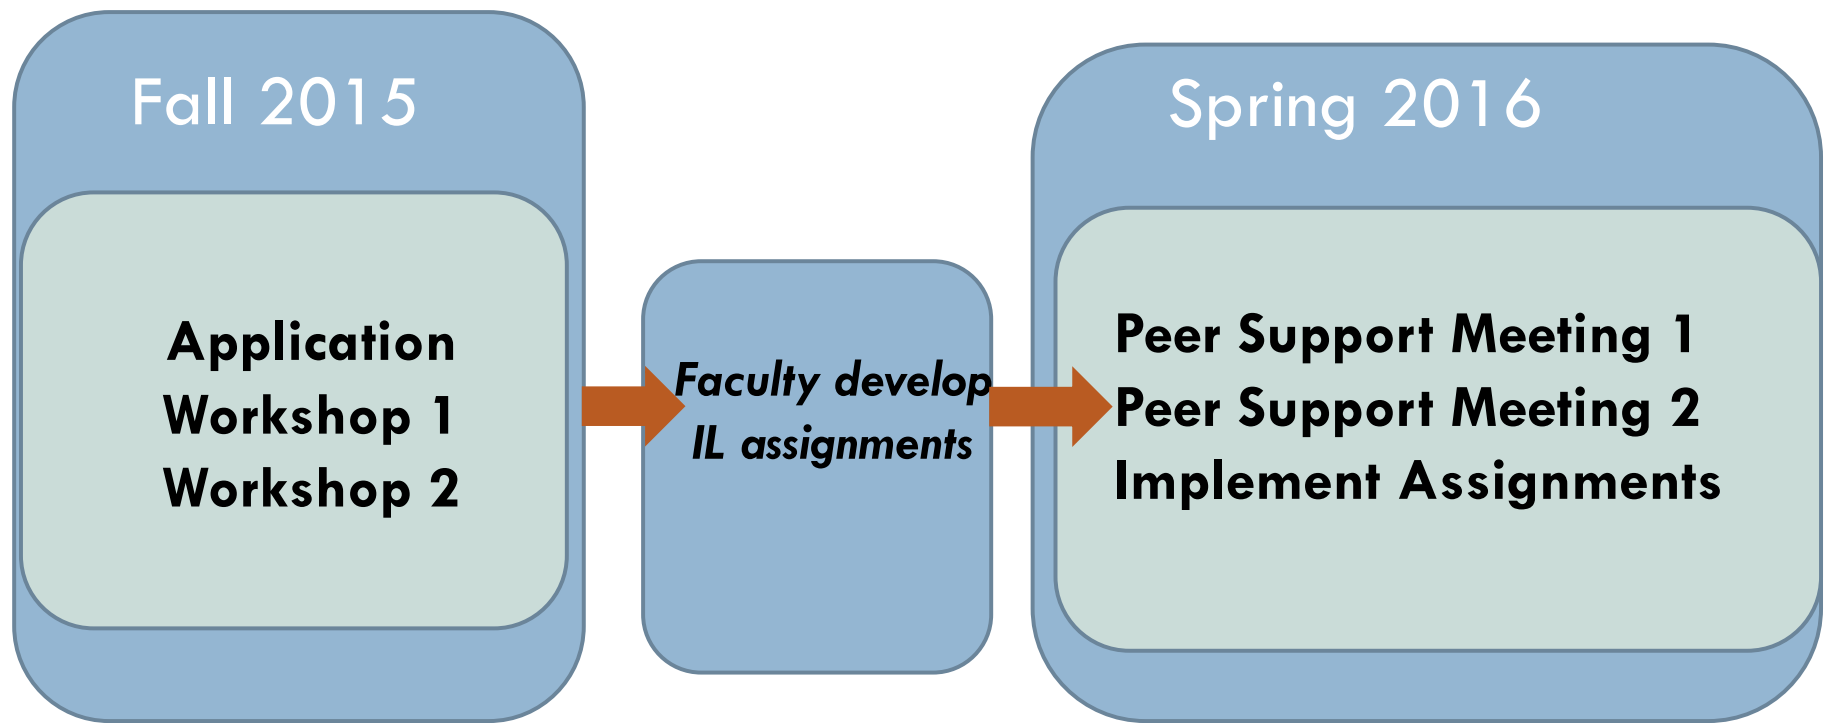 Fall 2015
Application
Workshop 1
Workshop 2
Faculty develop
IL assignments
Spring 2016
Peer Support Meeting 1
Peer Support Meeting 2
Implement Assignments